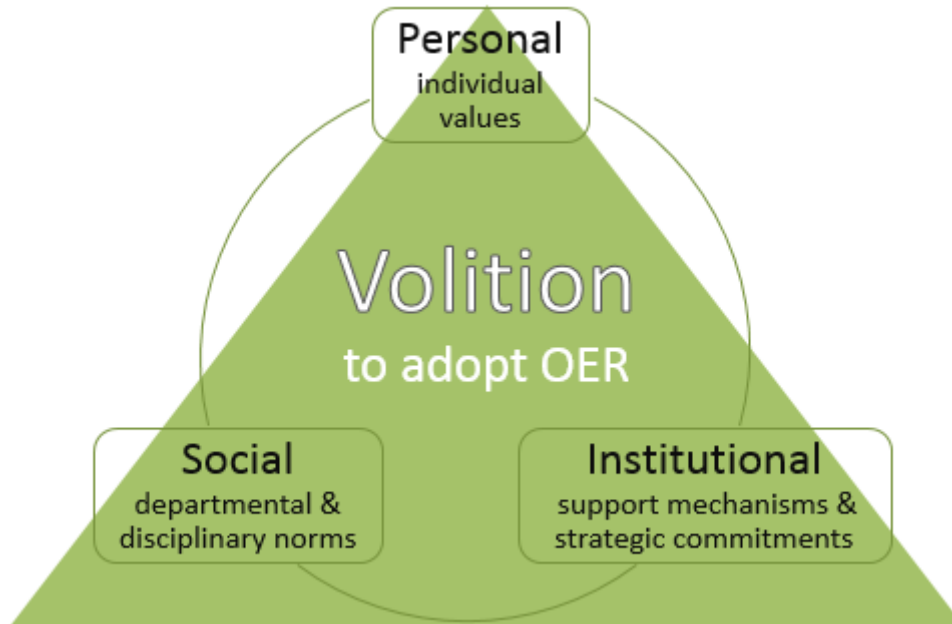 Personal
individual
values
Volition
to adopt OER
Social
departmental &
disciplinary norms
Institutional
support mechanisms &
strategic commitments